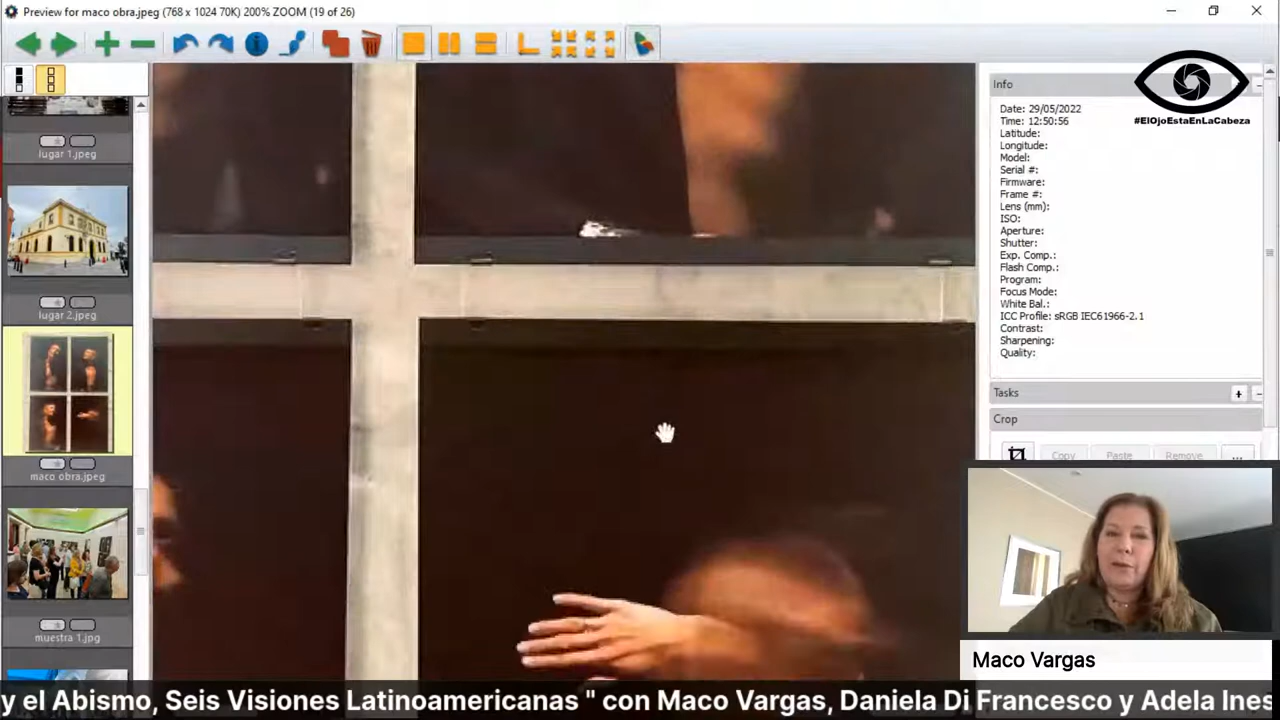 Preview for maco obra.jpeg (768 x 1024 70K) 200% ZOOM (19 of 26)
Info
#ElOjoEstaEnLaCabeza
Date: 29/05/2022
Time: 12:50:56
Latitude:
Longitude:
Model:
Serial #:
Firmware:
Frame #:
Lens (mm):
ISO:
Aperture:
Shutter:
Exp. Comp.:
Flash Comp.:
Program:
Focus Mode:
White Bal.:
ICC Profile: sRGB IEC61966-2.1
Contrast:
Sharpening:
Quality:
Tasks
Crop
Copy
Paste
Remove
...
lugar 1.jpeg
lugar 2.jpeg
maco obra.jpeg
muestra 1.jpg
Maco Vargas
y el Abismo, Seis Visiones Latinoamericanas " con Maco Vargas, Daniela Di Francesco y Adela Ines